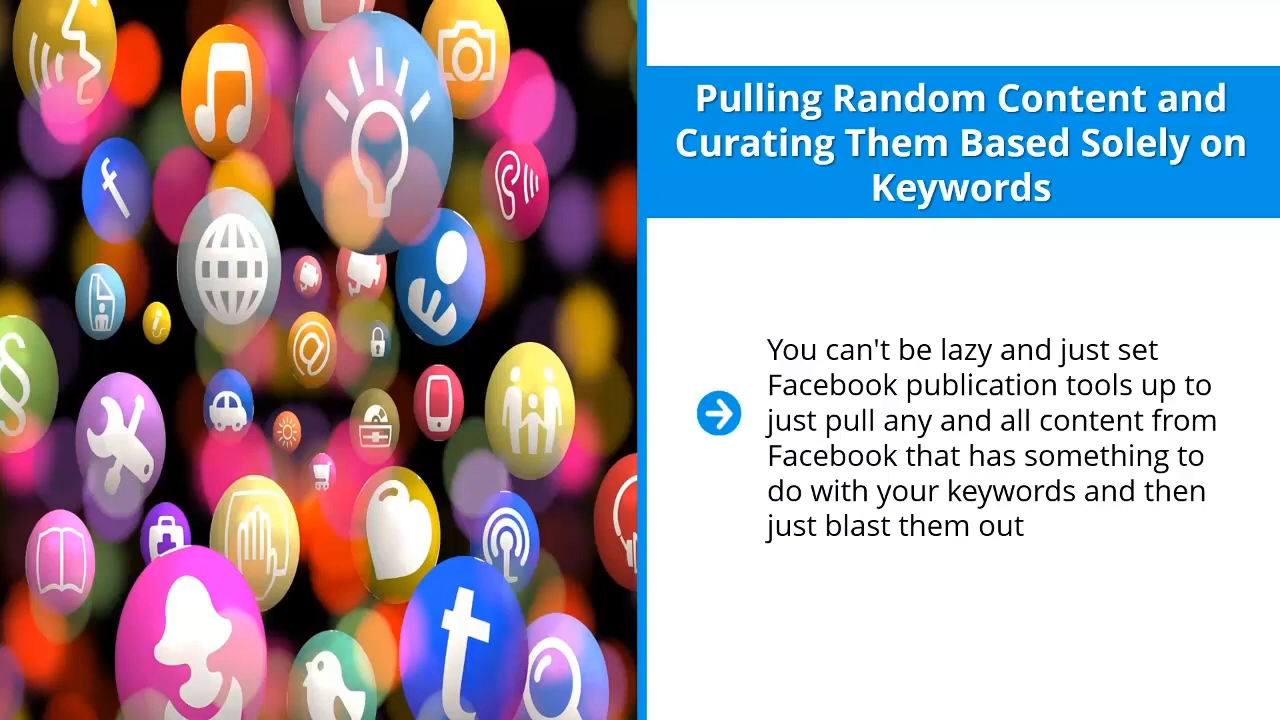 Pulling Random Content and
Curating Them Based Solely on
Keywords
You can't be lazy and just set
Facebook publication tools up to
just pull any and all content from
Facebook that has something to
do with your keywords and then
just blast them out